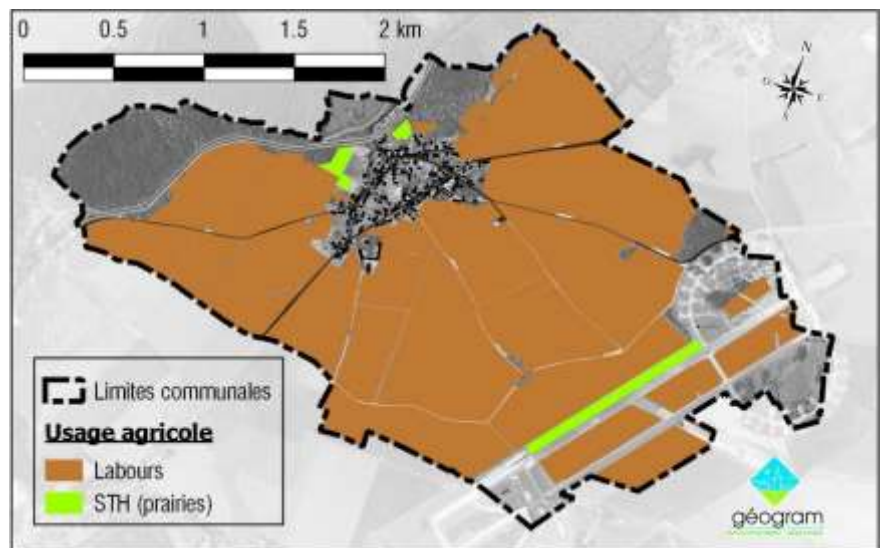 0 0.5 1 1.5 2 km
N
O E
S
Limites communales
Usage agricole
Labours
STH (prairies)
géogram